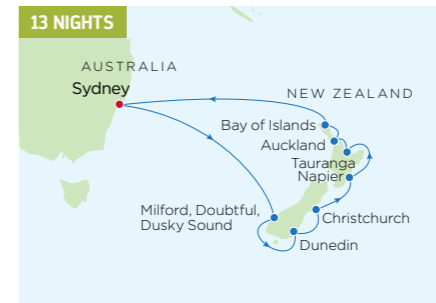 13 NIGHTS
AUSTRALIA
Sydney
NEW ZEALAND
Bay of Islands
Auckland
Tauranga
Napier
Milford, Doubtful,
Dusky Sound
Christchurch
Dunedin